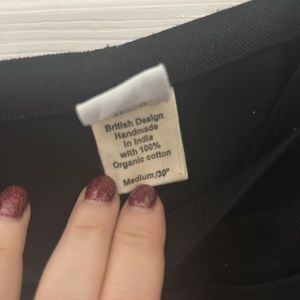 British Design
Handmade
in India
with 100%
Organic cotton
Medium/30"